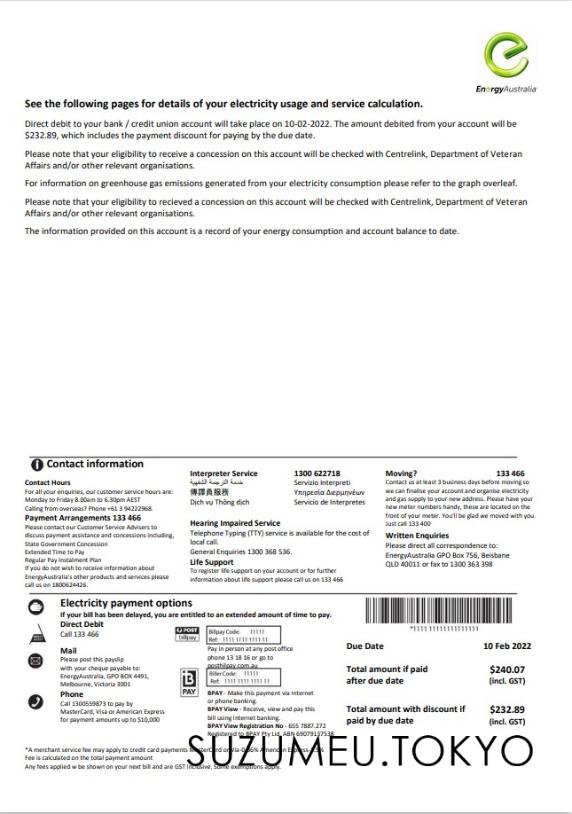 EnergyAustralia
See the following pages for details of your electricity usage and service calculation.
Direct debit to your bank / credit union account will take place on 10-02-2022. The amount debited from your account will be
$232.89, which includes the payment discount for paying by the due date.
Please note that your eligibility to receive a concession on this account will be checked with Centrelink, Department of Veteran
Affairs and/or other relevant organisations.
For information on greenhouse gas emissions generated from your electricity consumption please refer to the graph overleaf.
Please note that your eligibility to recieved a concession on this account will be checked with Centrelink, Department of Veteran
Affairs and/or other relevant organisations.
The information provided on this account is a record of your energy consumption and account balance to date.
Contact information
Contact Hours
For all your enquiries, our customer service hours are:
Monday to Friday 8.00am to 6.30pm AEST
Calling from overseas? Phone +61 3 94222968.
Payment Arrangements 133 466
Please contact our Customer Service Advisers to
discuss payment assistance and concessions including,
State Government Concession
Extended Time to Pay
Regular Pay Instalment Plan
If you do not wish to receive information about
EnergyAustralia's other products and services please
call us on 1800624426.
Interpreter Service 1300 622718
خدمة الترجمة الشفهية Servizio Interpreti
傳譯員服務 Υπηρεσία Διερμηνέων
Dịch vụ Thông dịch Servicio de Interpretes
Hearing Impaired Service
Telephone Typing (TTY) service is available for the cost of
local call.
General Enquiries 1300 368 536.
Life Support
To register life support on your account or for further
information about life support please call us on 133 466
Moving? 133 466
Contact us at least 3 business days before moving so
we can finalise your account and organise electricity
and gas supply to your new address. Please have your
new meter numbers handy, these are located on the
front of your meter. You'll be glad we moved with you.
Just call 133 400
Written Enquiries
Please direct all correspondence to:
EnergyAustralia GPO Box 756, Beisbane
QLD 40011 or fax to 1300 363 398
Electricity payment options
If your bill has been delayed, you are entitled to an extended amount of time to pay.
Direct Debit
Call 133 466
Mail
Please post this payslip
with your cheque payable to:
EnergyAustralia, GPO BOX 4491,
Melbourne, Victoria 3001
Phone
Call 1300559873 to pay by
MasterCard, Visa or American Express
for payment amounts up to $10,000
POST
billpay
Billpay Code: 11111
Ref: 1111 1111 1111 11
Pay in person at any post office
phone 13 18 16 or go to
postbillpay.com.au
B
PAY
Biller Code: 11111
Ref: 1111 1111 1111 11
BPAY - Make this payment via Internet
or phone banking.
BPAY View - Receive, view and pay this
bill using Internet banking.
BPAY View Registration No - 655 7887.272
Registered to BPAY Pty Ltd, ABN 69079137538
Due Date 10 Feb 2022
Total amount if paid $240.07
after due date (incl. GST)
Total amount with discount if $232.89
paid by due date (incl. GST)
*A merchant service fee may apply to credit card payments
Fee is calculated on the total payment amount
Any fees applied w be shown on your next bill and are GST Inclusive, Some exemptions apply.
SUZUMEU.TOKYO